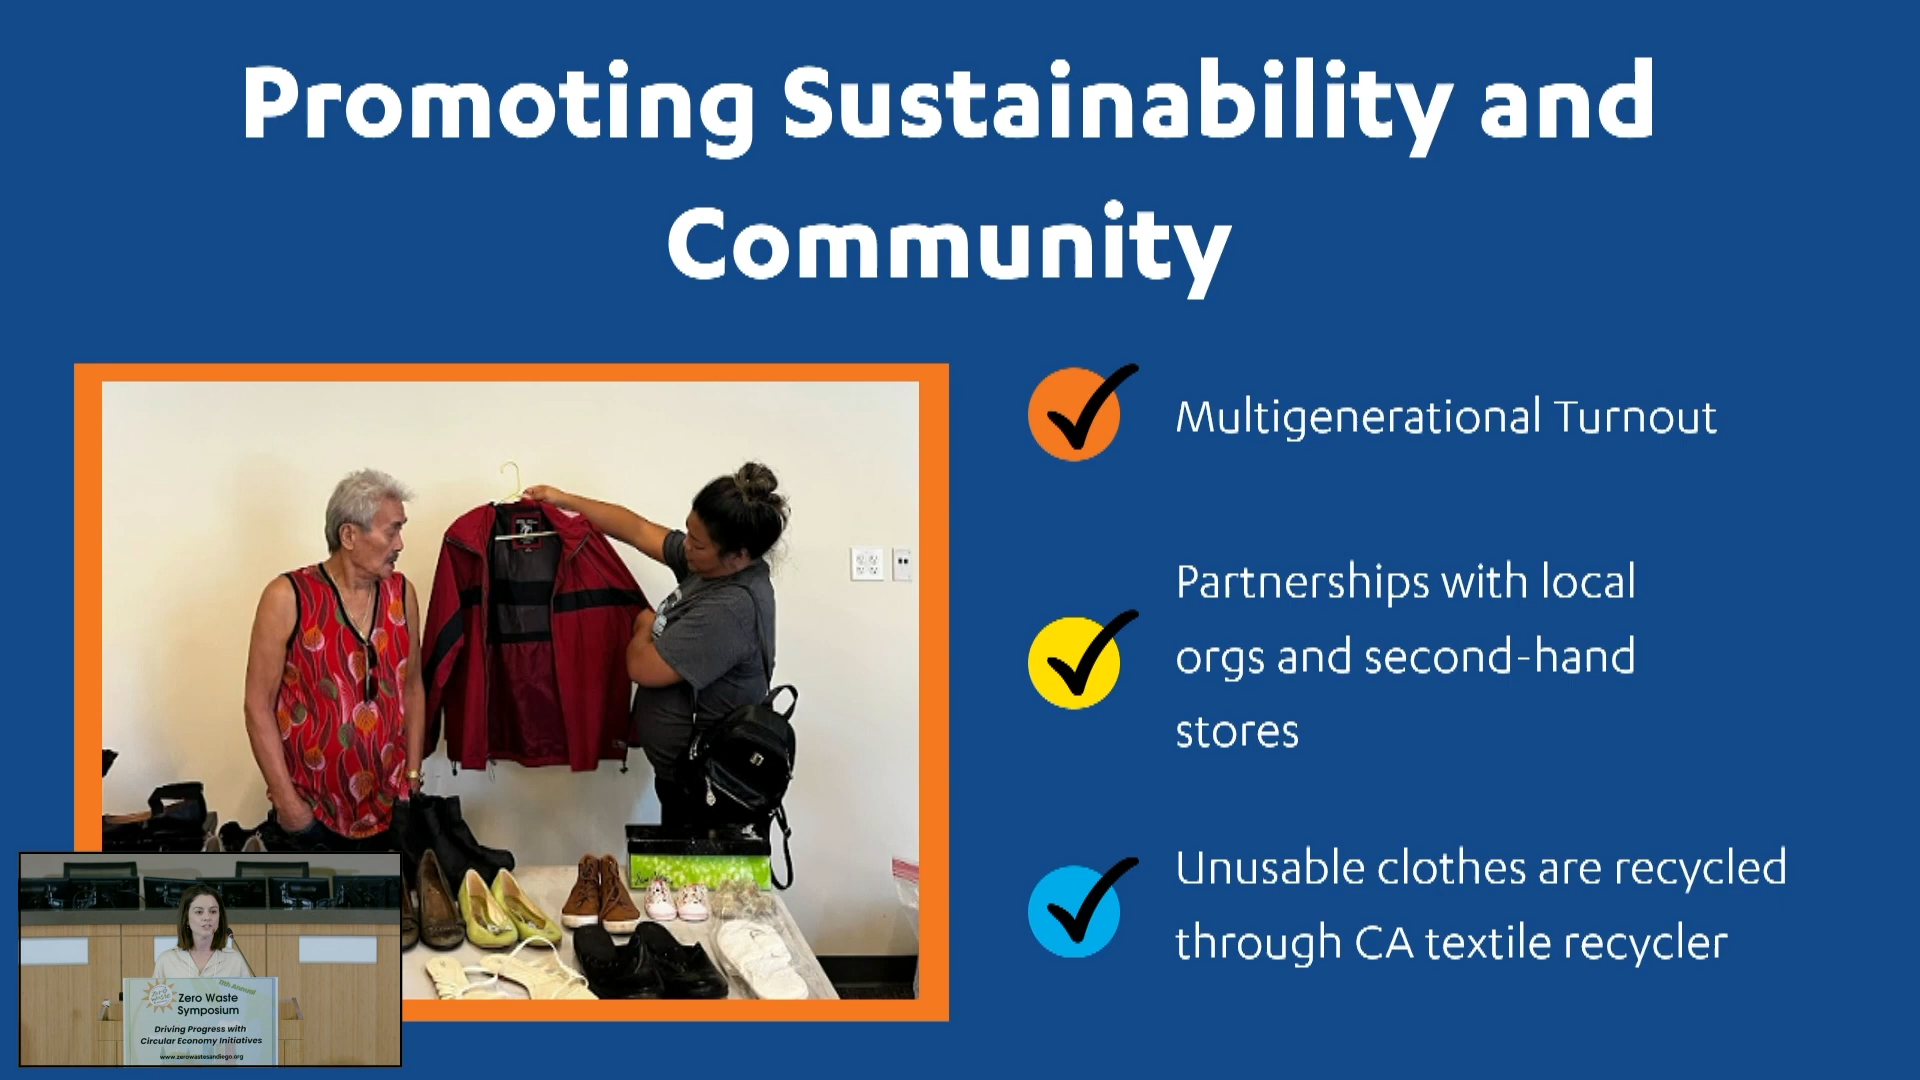 Promoting Sustainability and
Community
Multigenerational Turnout
Partnerships with local
orgs and second-hand
stores
Unusable clothes are recycled
through CA textile recycler
Zero Waste
Symposium
Driving Progress with
Circular Economy Initiatives
www.zerowastesandiego.org